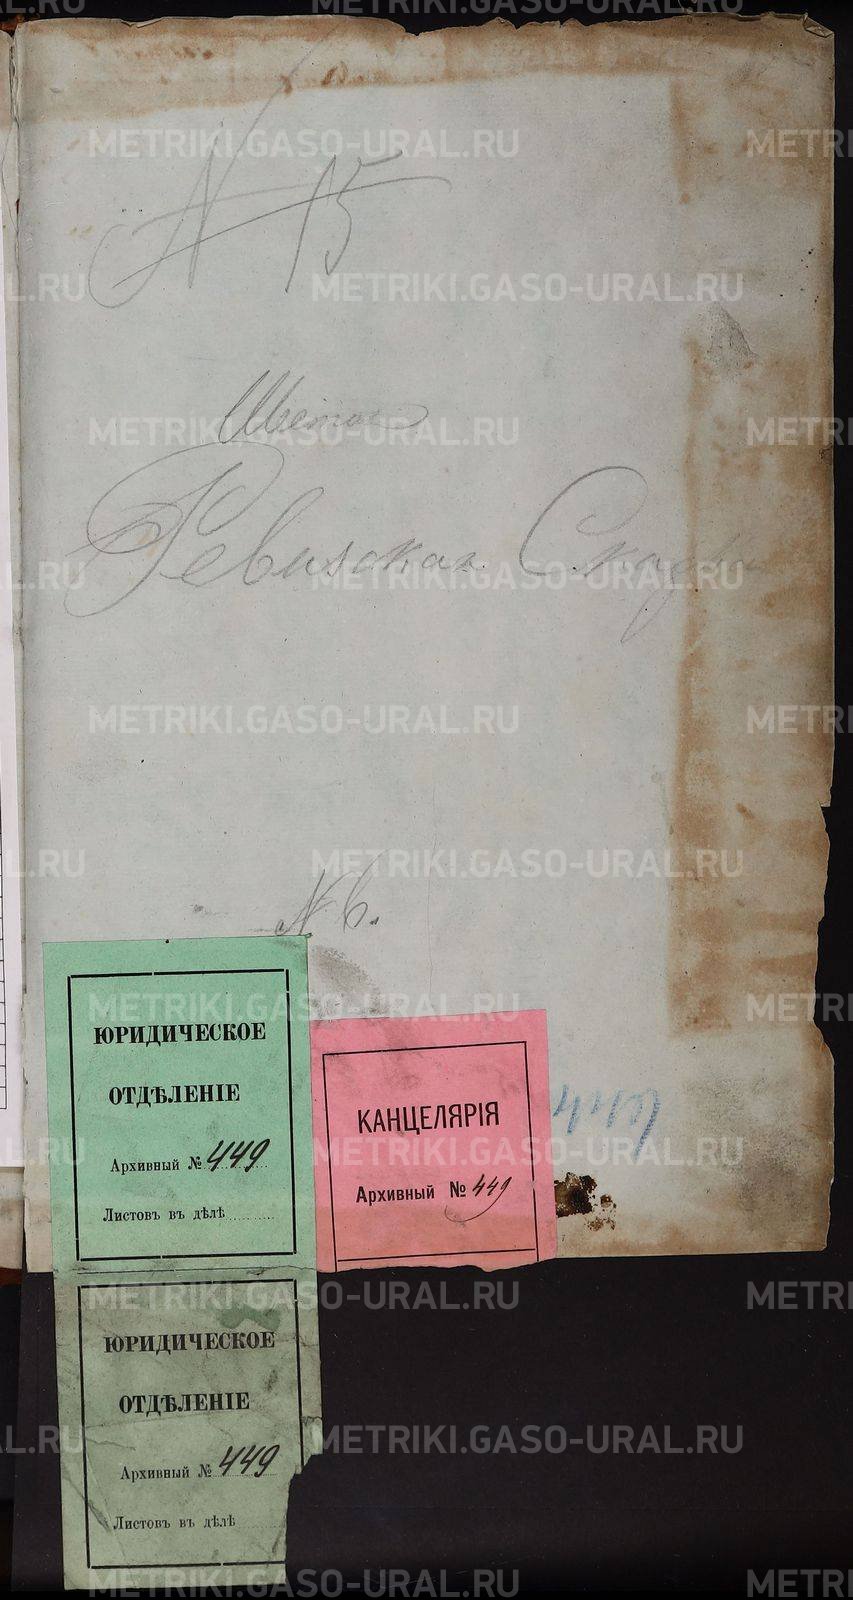 № 15
Ревизская Сказка
№ 6.
ЮРИДИЧЕСКОЕ
ОТДѢЛЕНІЕ
Архивный № 449
Листовъ въ дѣлѣ
КАНЦЕЛЯРІЯ
Архивный № 449
449
ЮРИДИЧЕСКОЕ
ОТДѢЛЕНІЕ
Архивный № 449
Листовъ въ дѣлѣ
METRIKI.GASO-URAL.RU